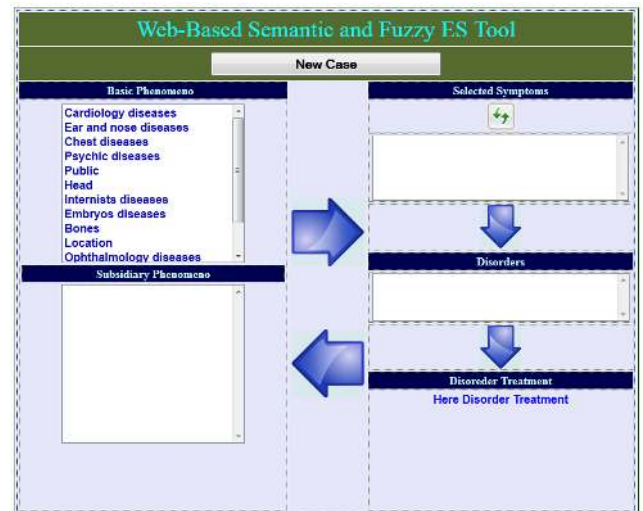 Web-Based Semantic and Fuzzy ES Tool
New Case
Basic Phenomeno
Cardiology diseases
Ear and nose diseases
Chest diseases
Psychic diseases
Public
Head
Internists diseases
Embryos diseases
Bones
Location
Ophthalmology diseases
Subsidiary Phenomeno
Selected Symptoms
Disorders
Disoreder Treatment
Here Disorder Treatment